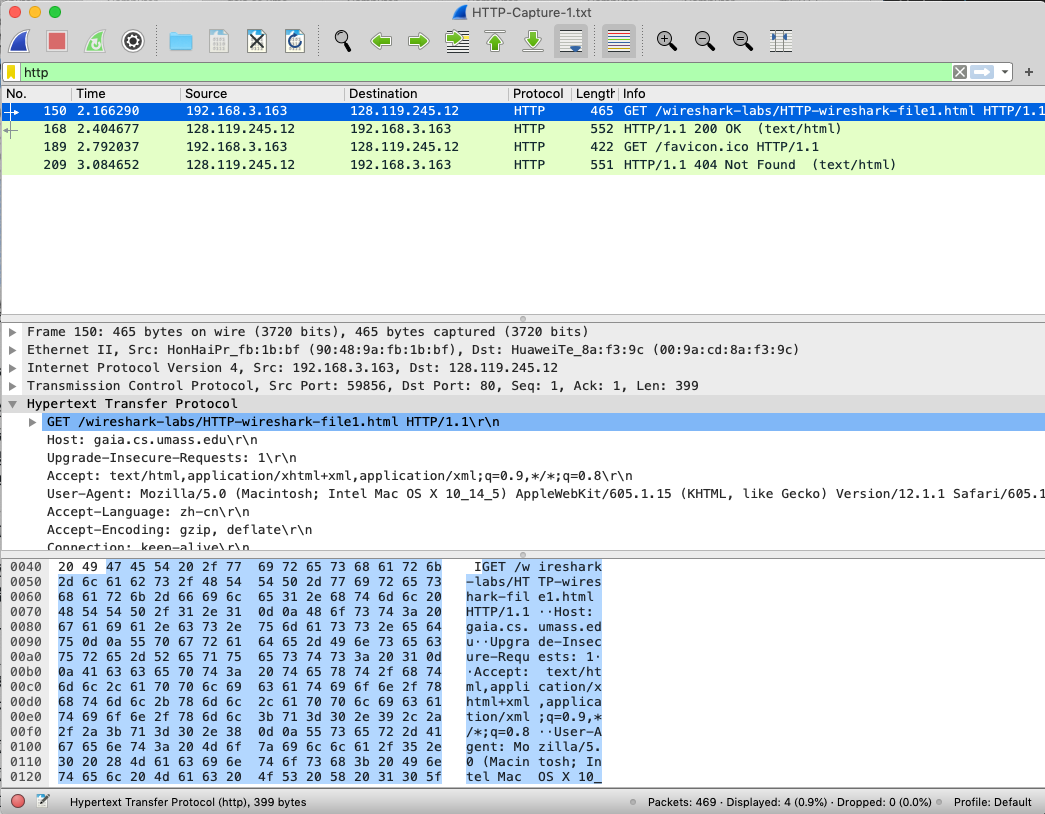 HTTP-Capture-1.txt
http
No. Time Source Destination Protocol Length Info
150 2.166290 192.168.3.163 128.119.245.12 HTTP 465 GET /wireshark-labs/HTTP-wireshark-file1.html HTTP/1.1
168 2.404677 128.119.245.12 192.168.3.163 HTTP 552 HTTP/1.1 200 OK (text/html)
189 2.792037 192.168.3.163 128.119.245.12 HTTP 422 GET /favicon.ico HTTP/1.1
209 3.084652 128.119.245.12 192.168.3.163 HTTP 551 HTTP/1.1 404 Not Found (text/html)
Frame 150: 465 bytes on wire (3720 bits), 465 bytes captured (3720 bits)
Ethernet II, Src: HonHaiPr_fb:1b:bf (90:48:9a:fb:1b:bf), Dst: HuaweiTe_8a:f3:9c (00:9a:cd:8a:f3:9c)
Internet Protocol Version 4, Src: 192.168.3.163, Dst: 128.119.245.12
Transmission Control Protocol, Src Port: 59856, Dst Port: 80, Seq: 1, Ack: 1, Len: 399
Hypertext Transfer Protocol
GET /wireshark-labs/HTTP-wireshark-file1.html HTTP/1.1\r\n
Host: gaia.cs.umass.edu\r\n
Upgrade-Insecure-Requests: 1\r\n
Accept: text/html,application/xhtml+xml,application/xml;q=0.9,*/*;q=0.8\r\n
User-Agent: Mozilla/5.0 (Macintosh; Intel Mac OS X 10_14_5) AppleWebKit/605.1.15 (KHTML, like Gecko) Version/12.1.1 Safari/605.1
Accept-Language: zh-cn\r\n
Accept-Encoding: gzip, deflate\r\n
Connection: keep-alive\r\n
0040 20 49 47 45 54 20 2f 77 69 72 65 73 68 61 72 6b IGET /w ireshark
0050 2d 6c 61 62 73 2f 48 54 54 50 2d 77 69 72 65 73 -labs/HT TP-wires
0060 68 61 72 6b 2d 66 69 6c 65 31 2e 68 74 6d 6c 20 hark-fil e1.html
0070 48 54 54 50 2f 31 2e 31 0d 0a 48 6f 73 74 3a 20 HTTP/1.1 ··Host:
0080 67 61 69 61 2e 63 73 2e 75 6d 61 73 73 2e 65 64 gaia.cs. umass.ed
0090 75 0d 0a 55 70 67 72 61 64 65 2d 49 6e 73 65 63 u··Upgra de-Insec
00a0 75 72 65 2d 52 65 71 75 65 73 74 73 3a 20 31 0d ure-Requ ests: 1·
00b0 0a 41 63 63 65 70 74 3a 20 74 65 78 74 2f 68 74 ·Accept: text/ht
00c0 6d 6c 2c 61 70 70 6c 69 63 61 74 69 6f 6e 2f 78 ml,appli cation/x
00d0 68 74 6d 6c 2b 78 6d 6c 2c 61 70 70 6c 69 63 61 html+xml ,applica
00e0 74 69 6f 6e 2f 78 6d 6c 3b 71 3d 30 2e 39 2c 2a tion/xml ;q=0.9,*
00f0 2f 2a 3b 71 3d 30 2e 38 0d 0a 55 73 65 72 2d 41 /*;q=0.8 ··User-A
0100 67 65 6e 74 3a 20 4d 6f 7a 69 6c 6c 61 2f 35 2e gent: Mo zilla/5.
0110 30 20 28 4d 61 63 69 6e 74 6f 73 68 3b 20 49 6e 0 (Macin tosh; In
0120 74 65 6c 20 4d 61 63 20 4f 53 20 58 20 31 30 5f tel Mac OS X 10_
Hypertext Transfer Protocol (http), 399 bytes Packets: 469 · Displayed: 4 (0.9%) · Dropped: 0 (0.0%) Profile: Default